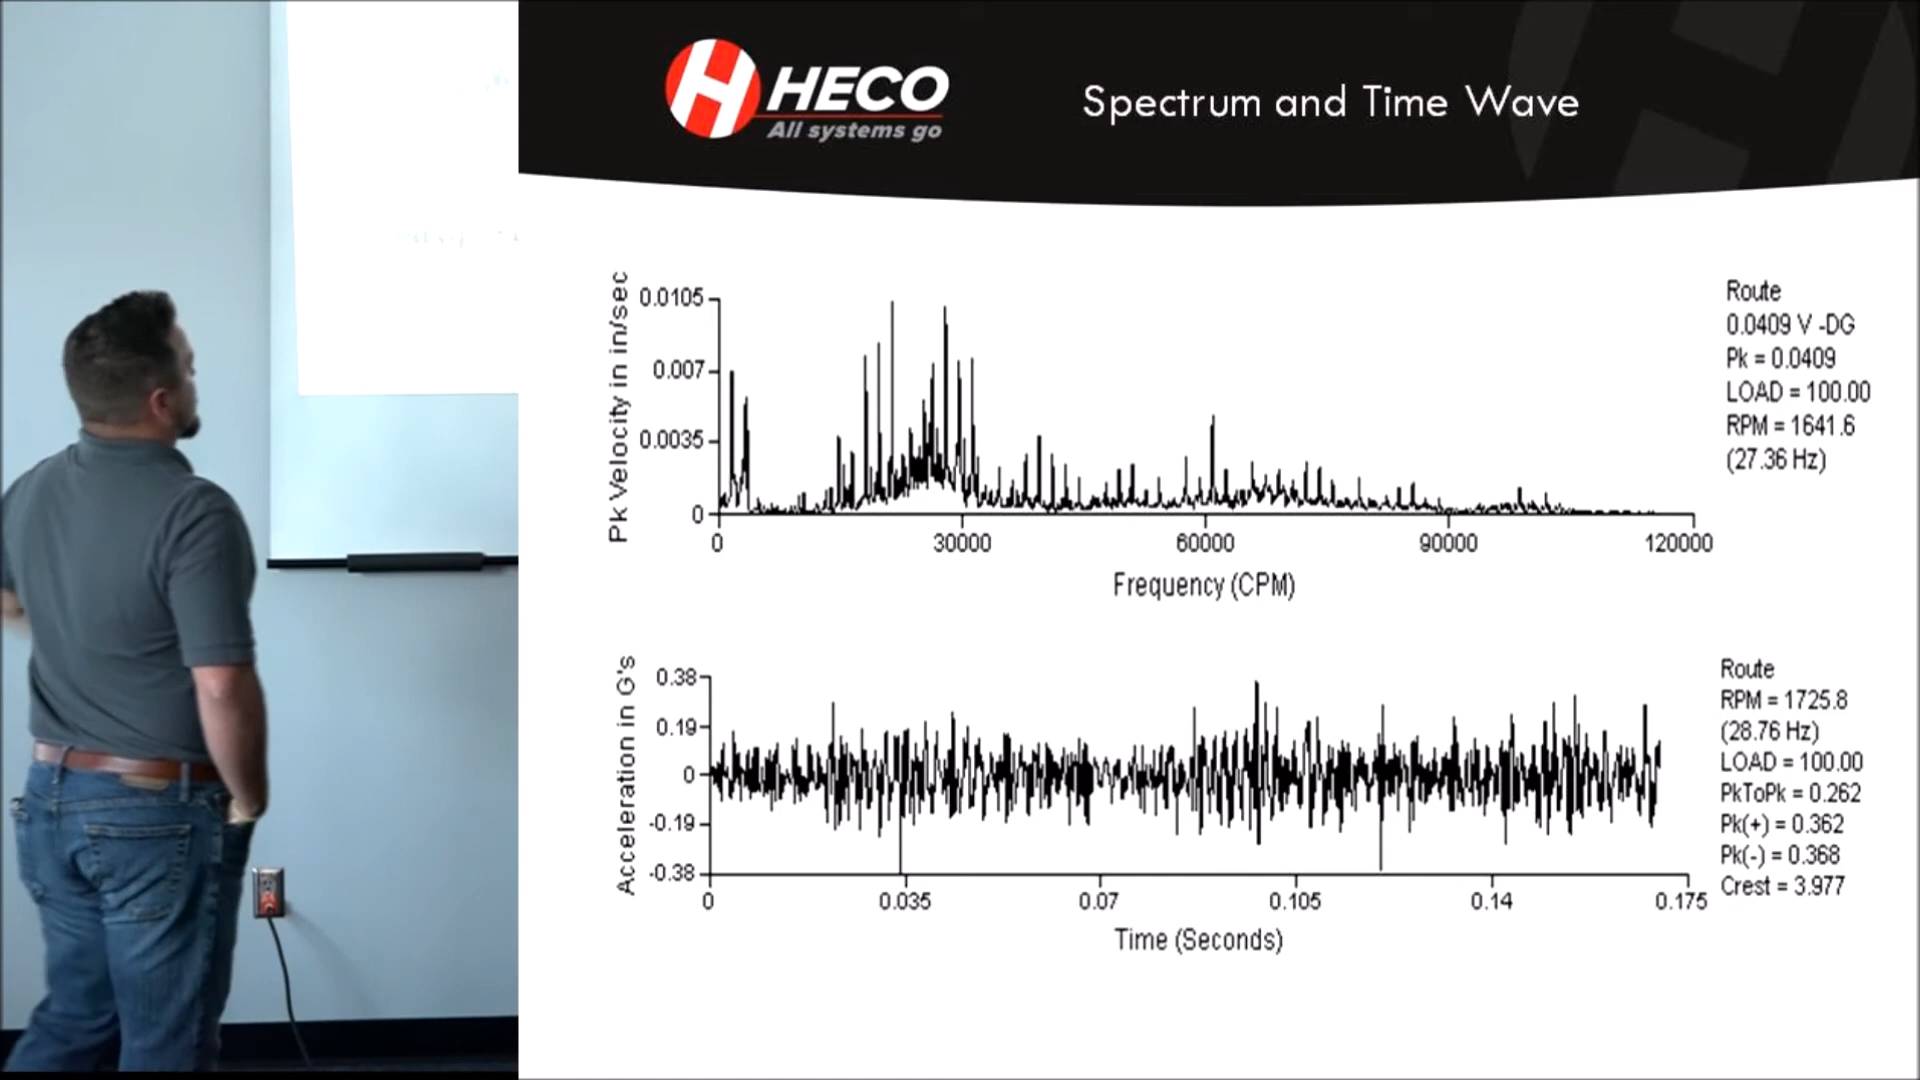 HECO
All systems go
Spectrum and Time Wave
Pk Velocity in in/sec
0.0105
0.007
0.0035
0
0
30000
60000
90000
120000
Frequency (CPM)
Route
0.0409 V -DG
Pk = 0.0409
LOAD = 100.00
RPM = 1641.6
(27.36 Hz)
Acceleration in G's
0.38
0.19
0
-0.19
-0.38
0
0.035
0.07
0.105
0.14
0.175
Time (Seconds)
Route
RPM = 1725.8
(28.76 Hz)
LOAD = 100.00
PkToPk = 0.262
Pk(+) = 0.362
Pk(-) = 0.368
Crest = 3.977